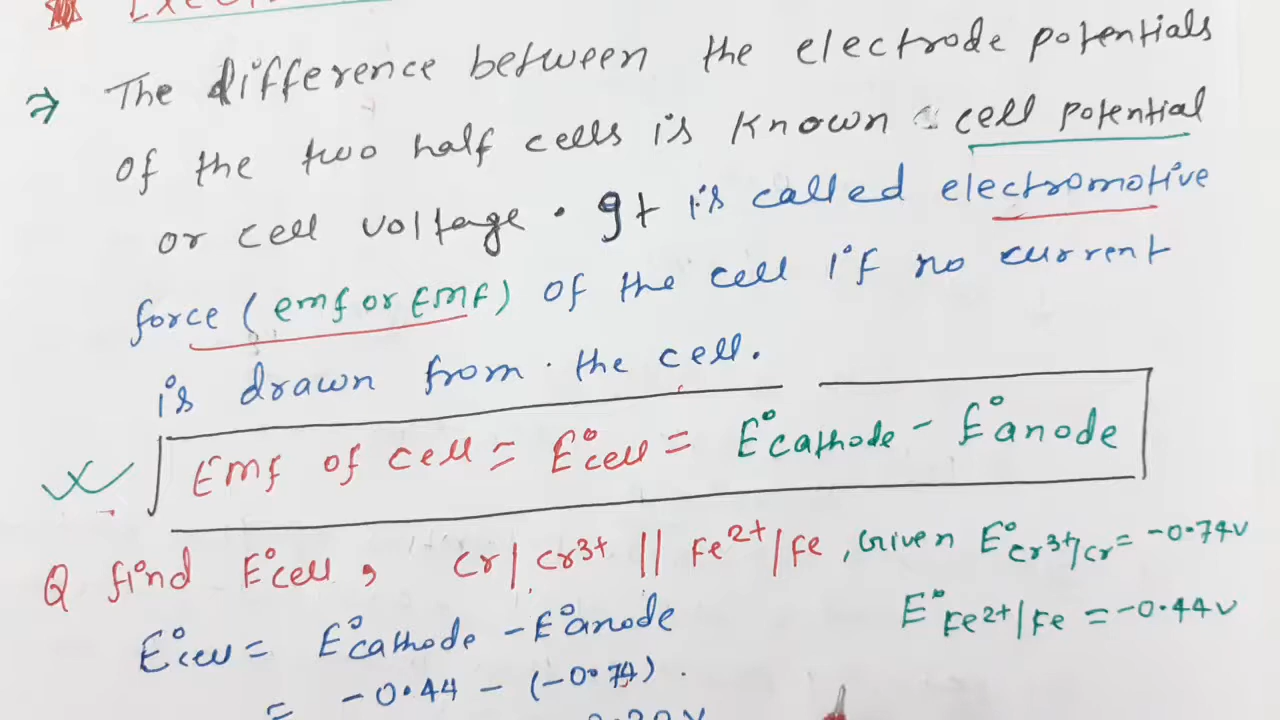 ⇒ The difference between the electrode potentials
of the two half cells is known cell potential
or cell voltage. It is called electromotive
force (emf or EMF) of the cell if no current
is drawn from the cell.
Emf of cell = E°cell = E°cathode - E°anode
Q find E°cell, Cr/Cr³⁺ || Fe²⁺/Fe, Given E°Cr³⁺/Cr = -0.74V
E°Fe²⁺/Fe = -0.44V
E°cell = E°cathode - E°anode
= -0.44 - (-0.74).